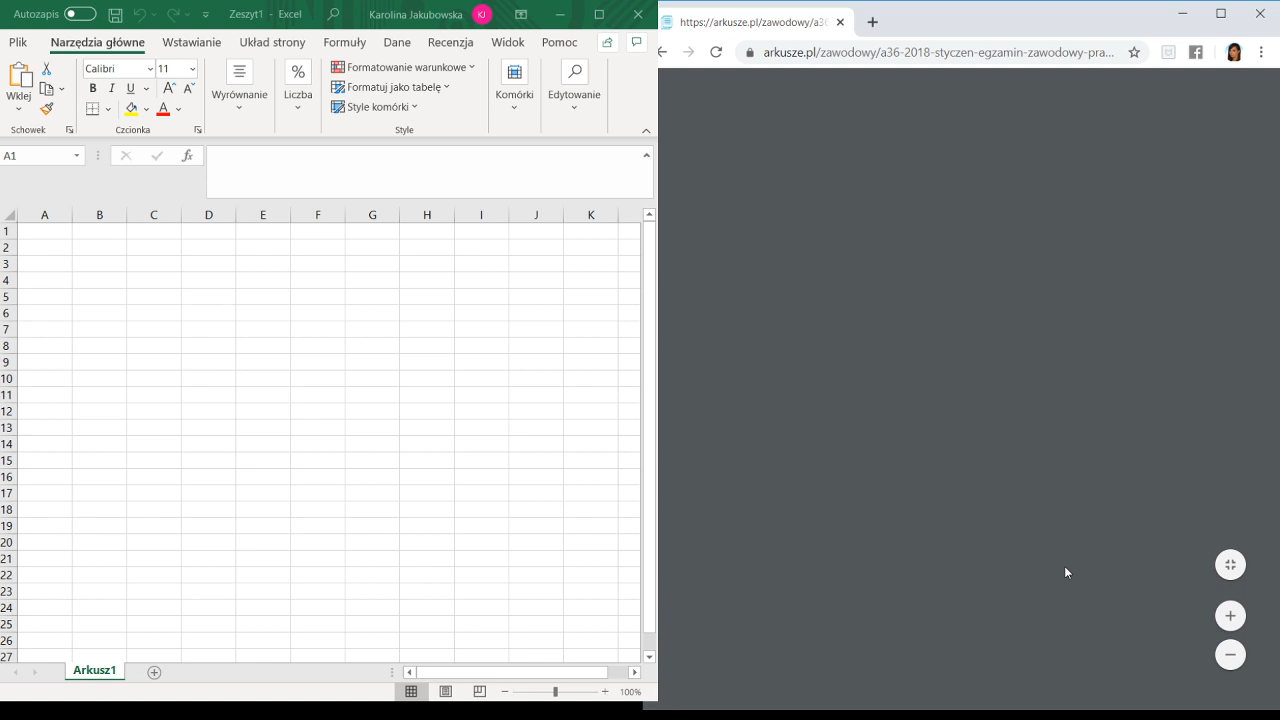 Autozapis
Zeszyt1 - Excel
Karolina Jakubowska
KJ
Plik
Narzędzia główne
Wstawianie
Układ strony
Formuły
Dane
Recenzja
Widok
Pomoc
Wklej
Schowek
Calibri
11
B I U
A A
A
Czcionka
Wyrównanie
%
Liczba
Formatowanie warunkowe
Formatuj jako tabelę
Style komórki
Style
Komórki
Edytowanie
A1
fx
A B C D E F G H I J K
1
2
3
4
5
6
7
8
9
10
11
12
13
14
15
16
17
18
19
20
21
22
23
24
25
26
27
Arkusz1
100%
https://arkusze.pl/zawodowy/a36
arkusze.pl/zawodowy/a36-2018-styczen-egzamin-zawodowy-pra...